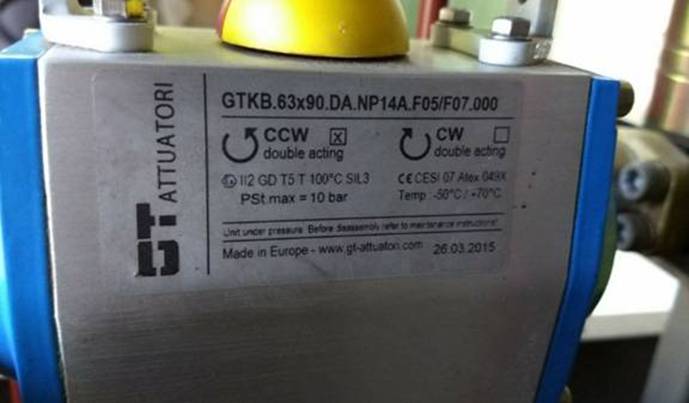 GT ATTUATORI
GTKB.63x90.DA.NP14A.F05/F07.000
CCW
double acting
CW
double acting
II2 GD T5 T 100°C SIL3
PSt.max = 10 bar
CE CESI 07 Atex 049X
Temp: -50°C / +70°C
Unit under pressure. Before disassembly refer to maintenance instructions!
Made in Europe - www.gt-attuatori.com
26.03.2015